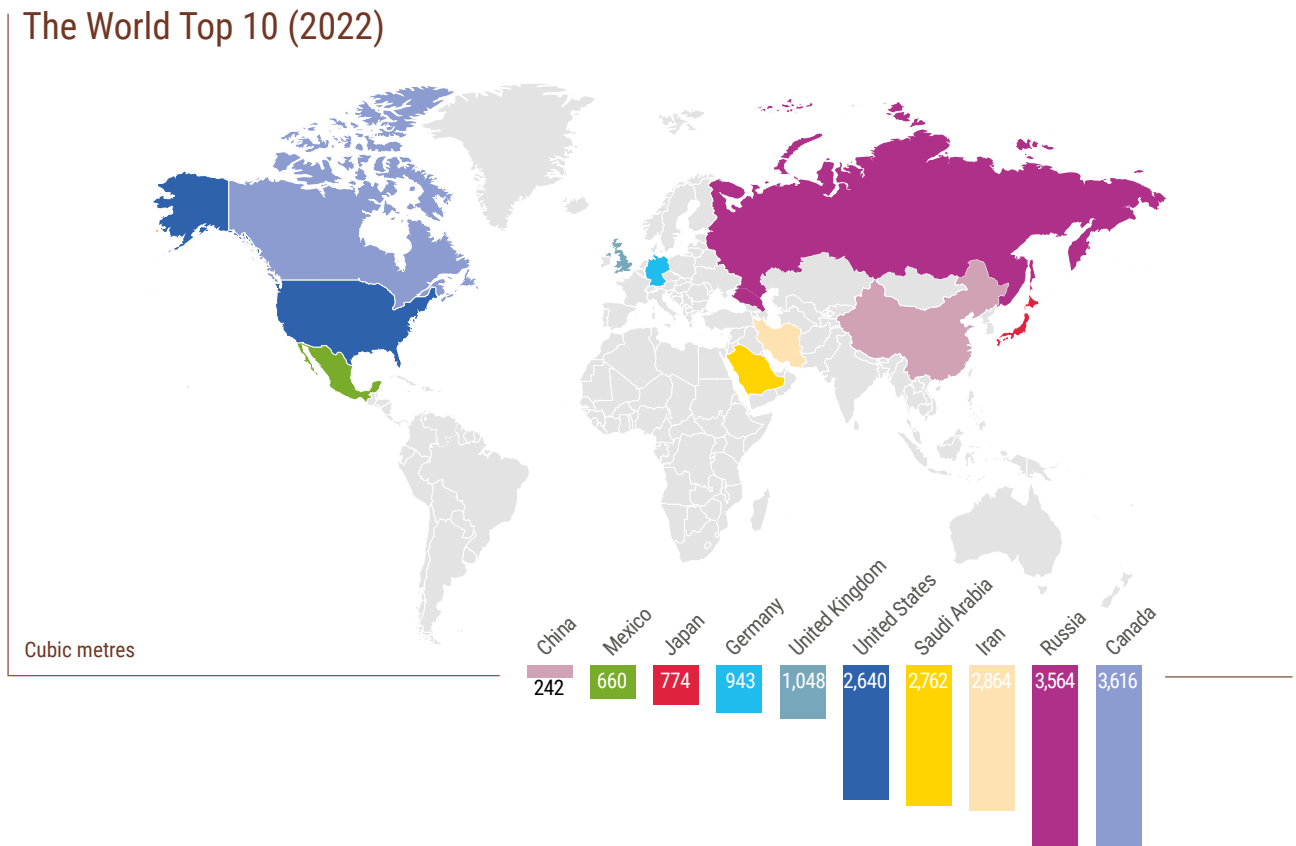 The World Top 10 (2022)
Cubic metres
China
Mexico
Japan
Germany
United Kingdom
United States
Saudi Arabia
Iran
Russia
Canada
242
660
774
943
1,048
2,640
2,762
2,864
3,564
3,616